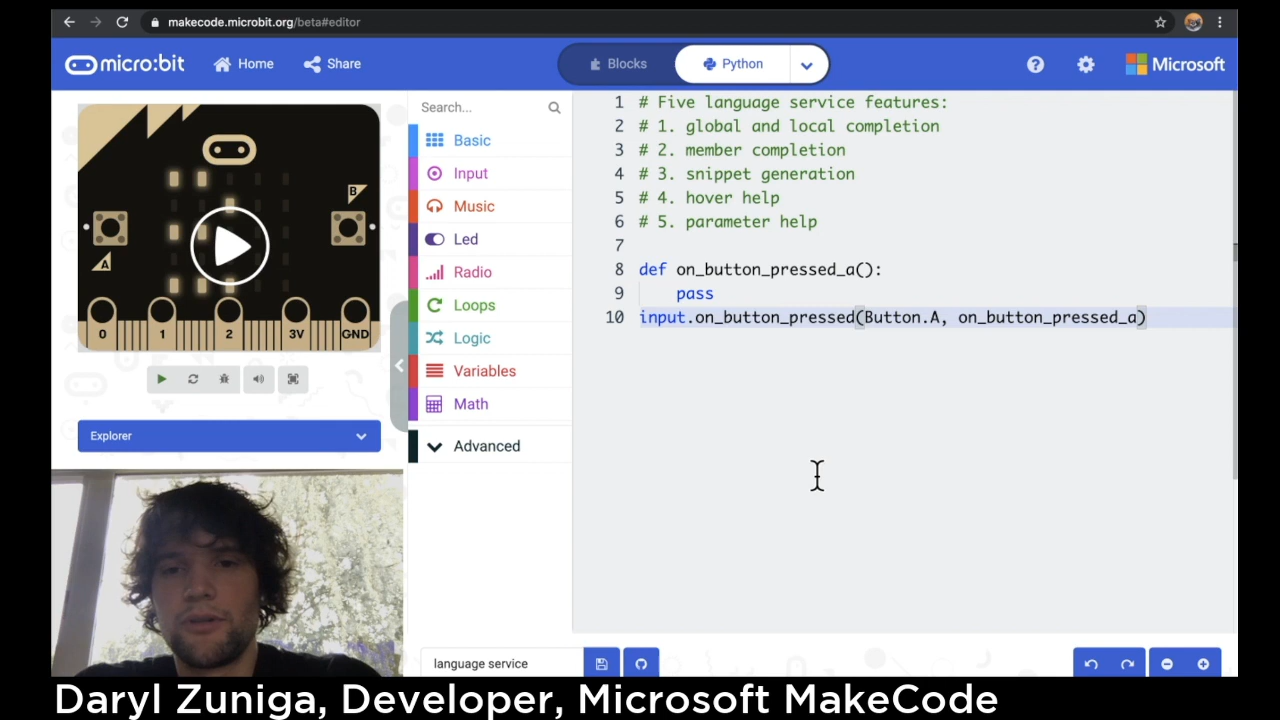 makecode.microbit.org/beta#editor
micro:bit
Home
Share
Blocks
Python
Microsoft
B
A
0
1
2
3V
GND
Explorer
Search...
Basic
Input
Music
Led
Radio
Loops
Logic
Variables
Math
Advanced
1 # Five language service features:
2 # 1. global and local completion
3 # 2. member completion
4 # 3. snippet generation
5 # 4. hover help
6 # 5. parameter help
7
8 def on_button_pressed_a():
9 pass
10 input.on_button_pressed(Button.A, on_button_pressed_a)
language service
Daryl Zuniga, Developer, Microsoft MakeCode